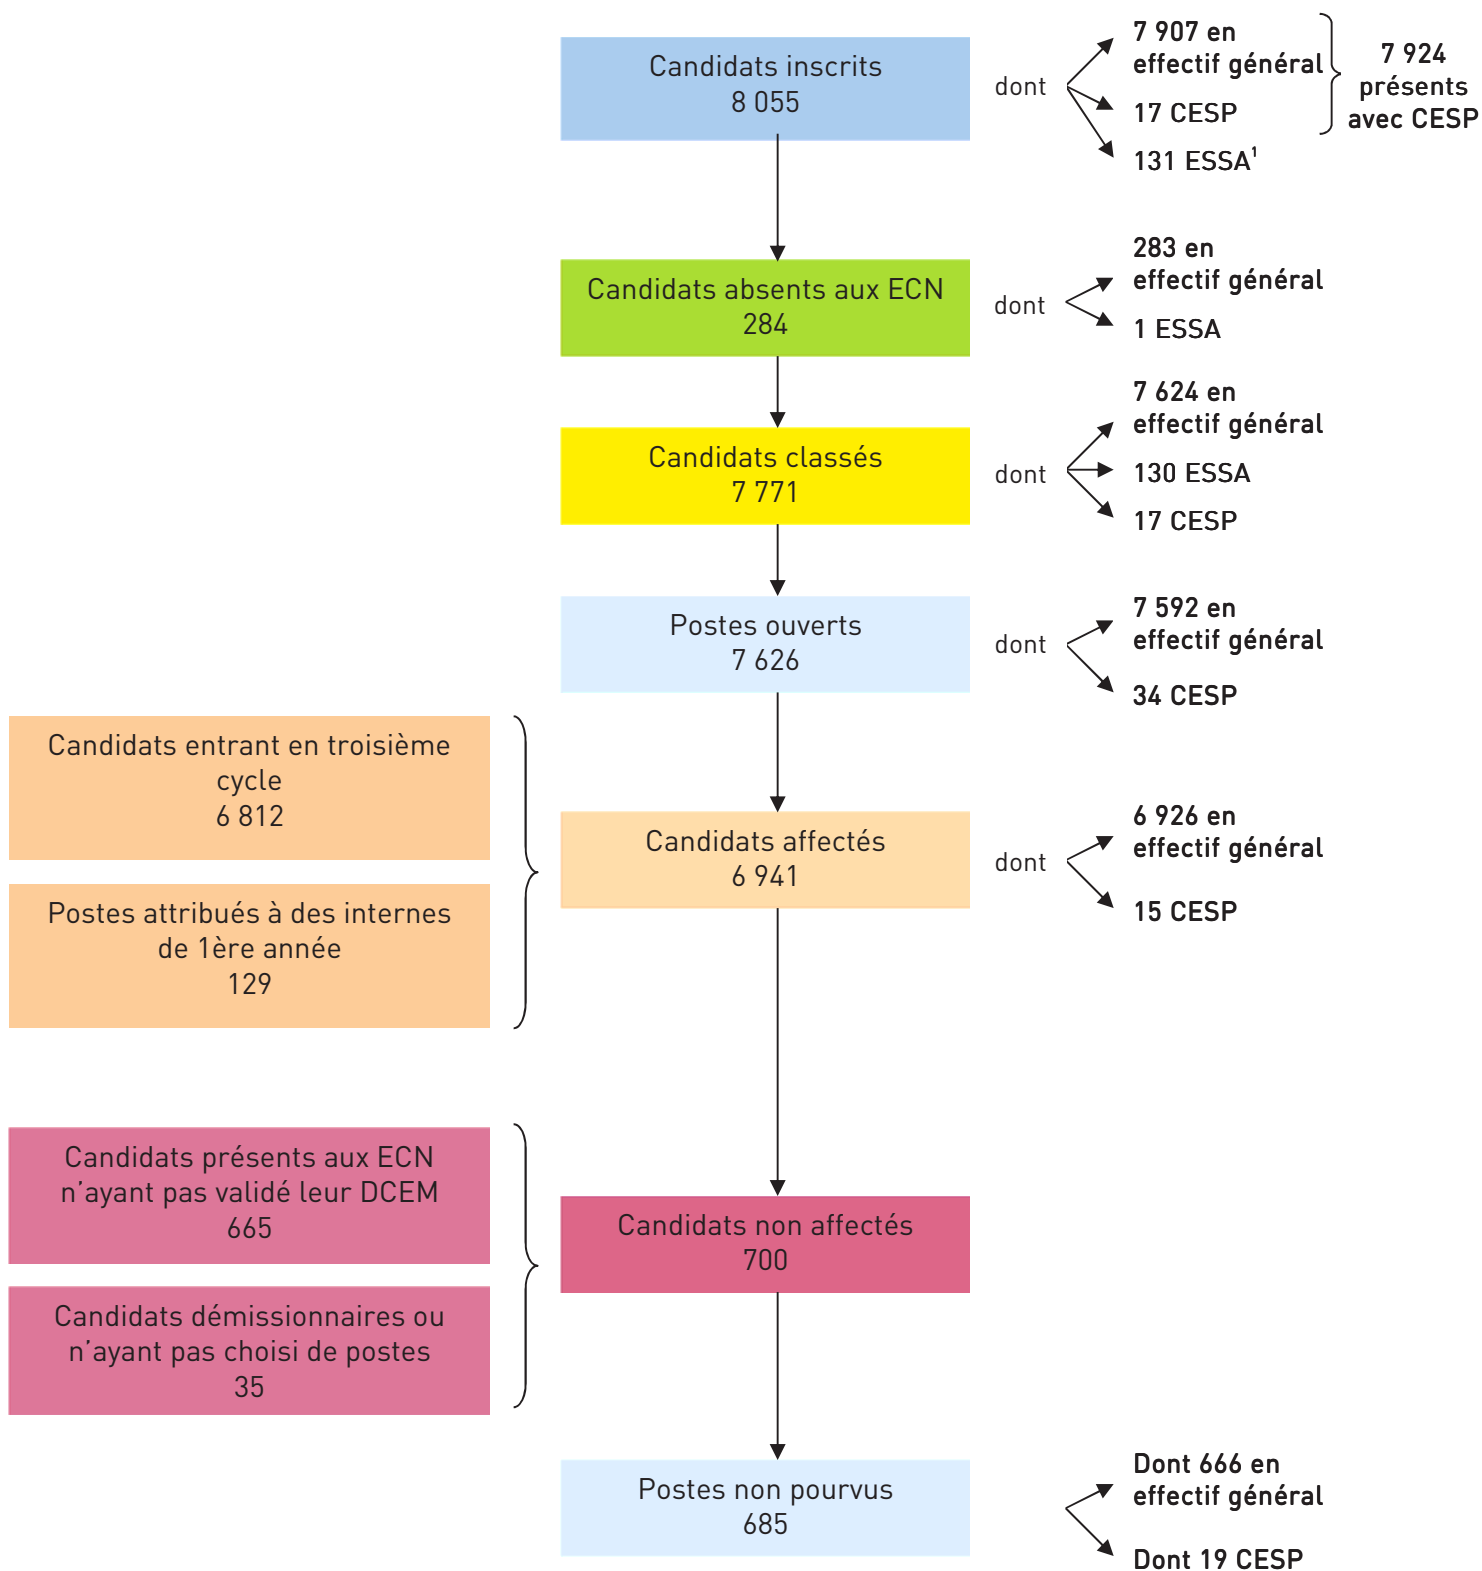 Candidats inscrits
8 055
dont
7 907 en
effectif général
17 CESP
131 ESSA¹
7 924
présents
avec CESP
Candidats absents aux ECN
284
dont
283 en
effectif général
1 ESSA
Candidats classés
7 771
dont
7 624 en
effectif général
130 ESSA
17 CESP
Postes ouverts
7 626
dont
7 592 en
effectif général
34 CESP
Candidats entrant en troisième
cycle
6 812
Postes attribués à des internes
de 1ère année
129
Candidats affectés
6 941
dont
6 926 en
effectif général
15 CESP
Candidats présents aux ECN
n'ayant pas validé leur DCEM
665
Candidats démissionnaires ou
n'ayant pas choisi de postes
35
Candidats non affectés
700
Postes non pourvus
685
Dont 666 en
effectif général
Dont 19 CESP